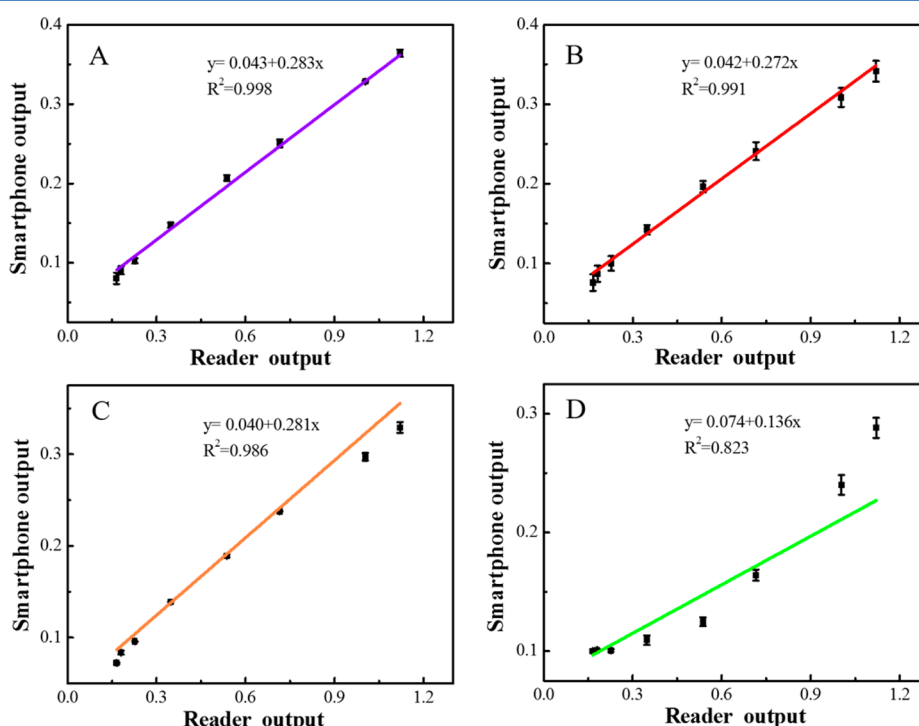 A
y= 0.043+0.283x
R²=0.998
0.4
0.3
0.2
0.1
Smartphone output
0.0 0.3 0.6 0.9 1.2
Reader output
B
y= 0.042+0.272x
R²=0.991
0.4
0.3
0.2
0.1
Smartphone output
0.0 0.3 0.6 0.9 1.2
Reader output
C
y= 0.040+0.281x
R²=0.986
0.3
0.2
0.1
Smartphone output
0.0 0.3 0.6 0.9 1.2
Reader output
D
y= 0.074+0.136x
R²=0.823
0.3
0.2
0.1
Smartphone output
0.0 0.3 0.6 0.9 1.2
Reader output